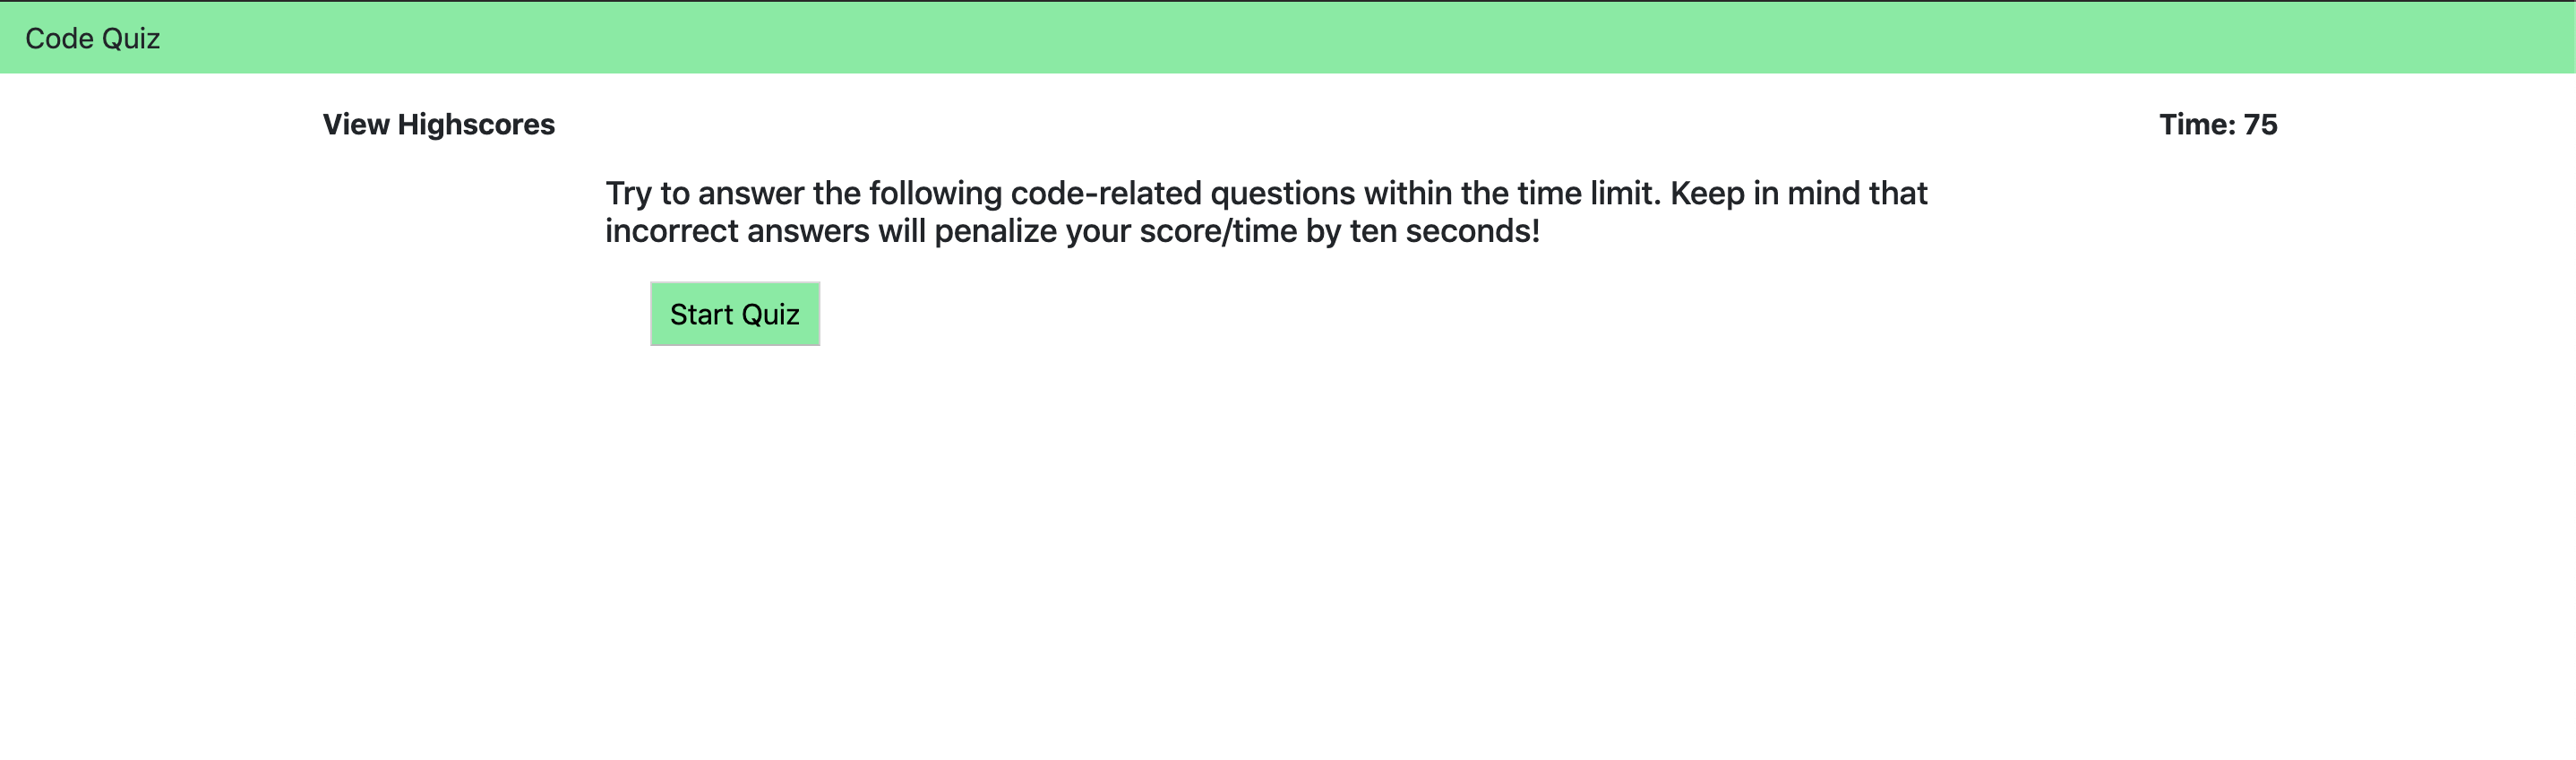 Code Quiz
View Highscores
Time: 75
Try to answer the following code-related questions within the time limit. Keep in mind that
incorrect answers will penalize your score/time by ten seconds!
Start Quiz